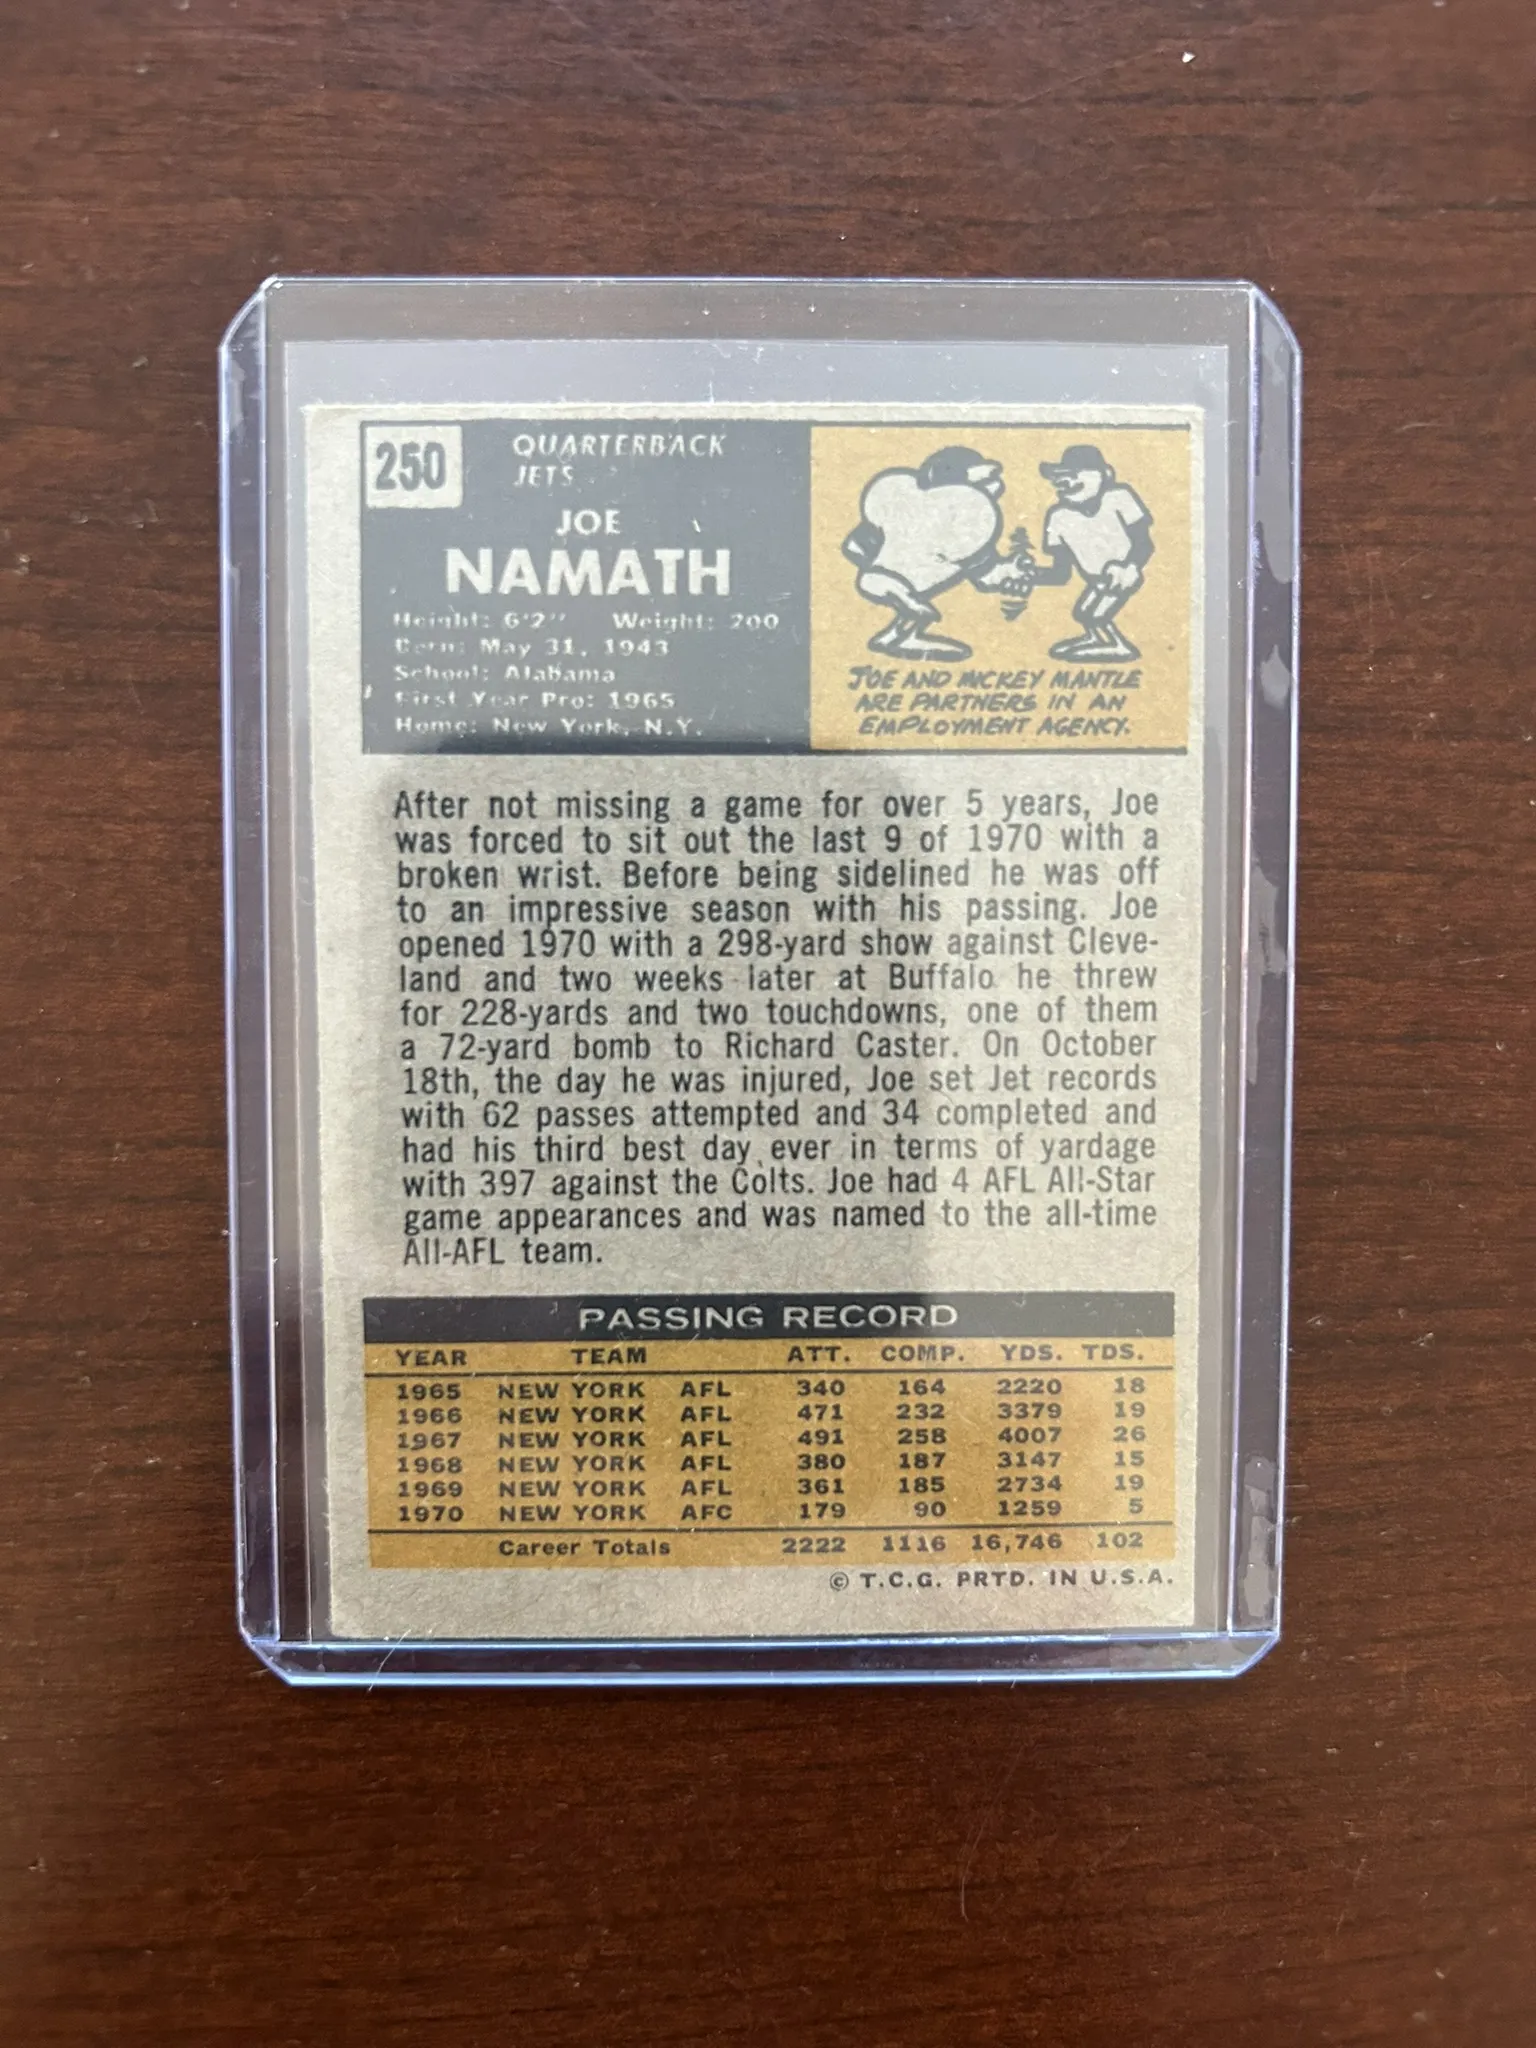 250
QUARTERBACK
JETS
JOE
NAMATH
Height: 6'2" Weight: 200
Born: May 31, 1943
School: Alabama
First Year Pro: 1965
Home: New York, N.Y.
JOE AND MICKEY MANTLE
ARE PARTNERS IN AN
EMPLOYMENT AGENCY.
After not missing a game for over 5 years, Joe
was forced to sit out the last 9 of 1970 with a
broken wrist. Before being sidelined he was off
to an impressive season with his passing. Joe
opened 1970 with a 298-yard show against Cleve-
land and two weeks later at Buffalo he threw
for 228-yards and two touchdowns, one of them
a 72-yard bomb to Richard Caster. On October
18th, the day he was injured, Joe set Jet records
with 62 passes attempted and 34 completed and
had his third best day ever in terms of yardage
with 397 against the Colts. Joe had 4 AFL All-Star
game appearances and was named to the all-time
All-AFL team.
PASSING RECORD
YEAR TEAM ATT. COMP. YDS. TDS.
1965 NEW YORK AFL 340 164 2220 18
1966 NEW YORK AFL 471 232 3379 19
1967 NEW YORK AFL 491 258 4007 26
1968 NEW YORK AFL 380 187 3147 15
1969 NEW YORK AFL 361 185 2734 19
1970 NEW YORK AFC 179 90 1259 5
Career Totals 2222 1116 16,746 102
© T.C.G. PRTD. IN U.S.A.